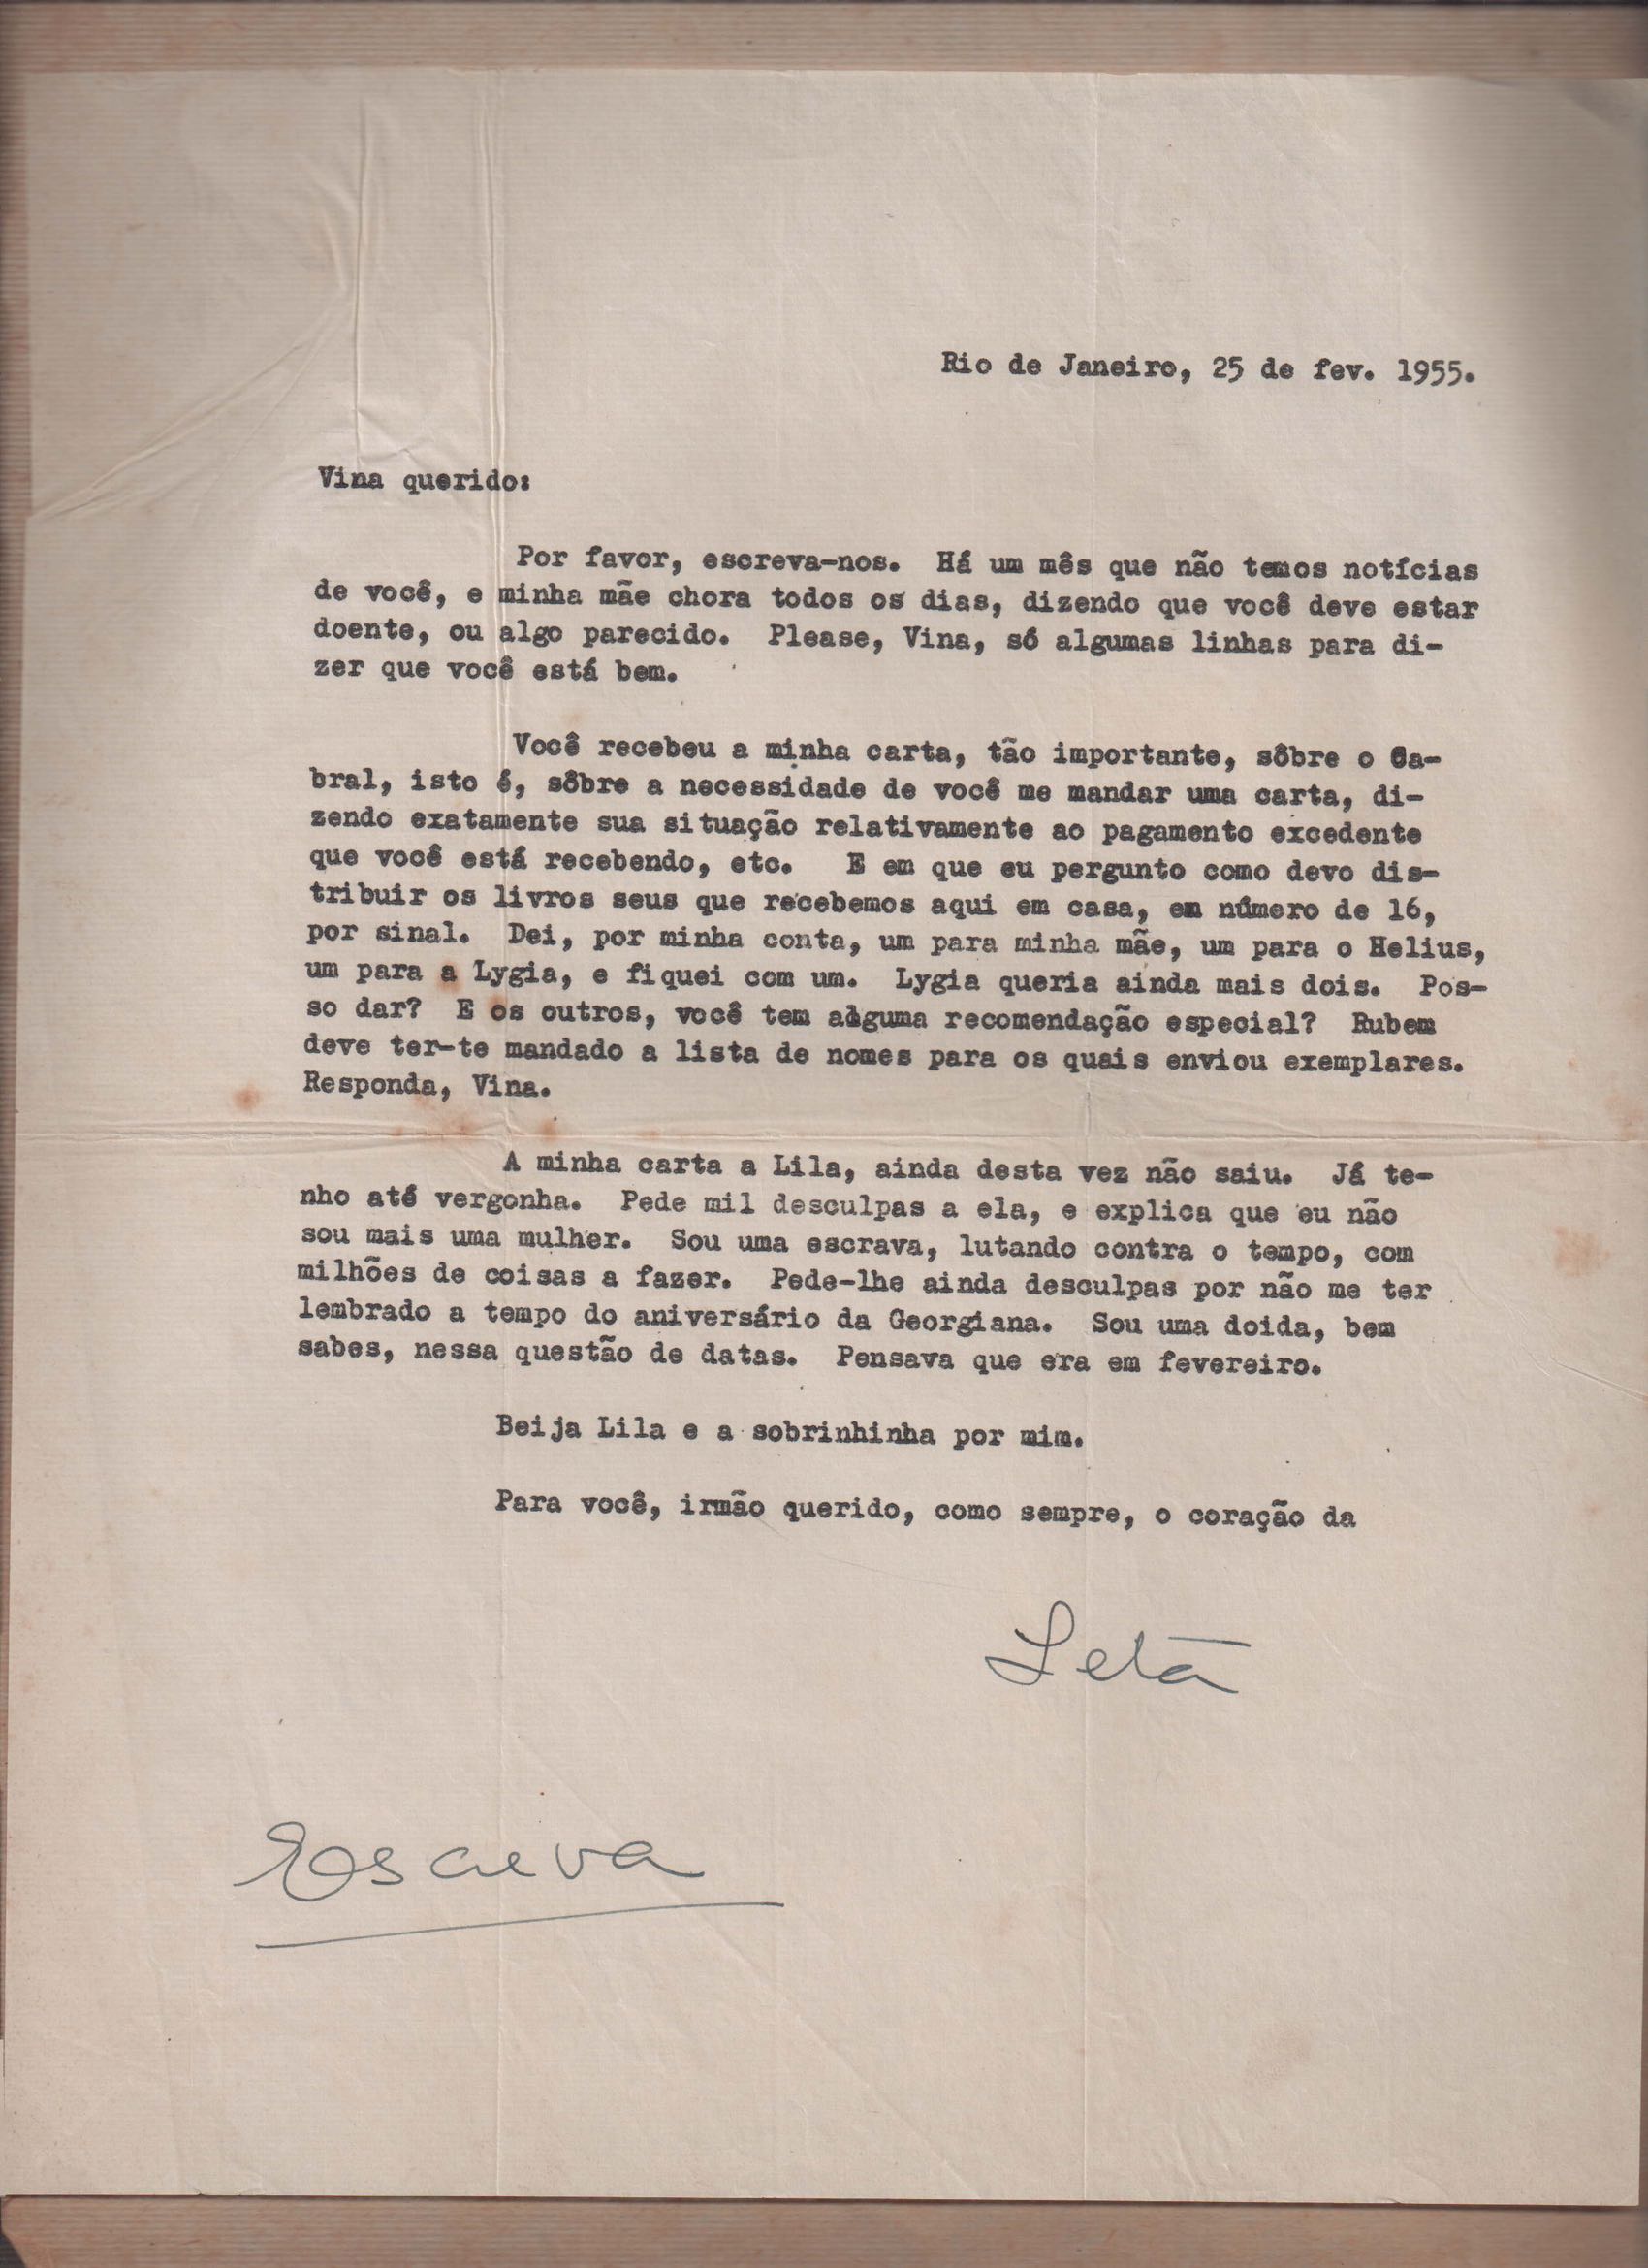 Rio de Janeiro, 25 de fev. 1955.
Vina querido:
Por favor, escreva-nos. Há um mês que não temos notícias
de você, e minha mãe chora todos os dias, dizendo que você deve estar
doente, ou algo parecido. Please, Vina, só algumas linhas para di-
zer que você está bem.
Você recebeu a minha carta, tão importante, sôbre o Ca-
bral, isto é, sôbre a necessidade de você me mandar uma carta, di-
zendo exatamente sua situação relativamente ao pagamento excedente
que você está recebendo, etc. E em que eu pergunto como devo dis-
tribuir os livros seus que recebemos aqui em casa, em número de 16,
por sinal. Dei, por minha conta, um para minha mãe, um para o Helius,
um para a Lygia, e fiquei com um. Lygia queria ainda mais dois. Pos-
so dar? E os outros, você tem alguma recomendação especial? Rubem
deve ter-te mandado a lista de nomes para os quais enviou exemplares.
Responda, Vina.
A minha carta a Lila, ainda desta vez não saiu. Já te-
nho até vergonha. Pede mil desculpas a ela, e explica que eu não
sou mais uma mulher. Sou uma escrava, lutando contra o tempo, com
milhões de coisas a fazer. Pede-lhe ainda desculpas por não me ter
lembrado a tempo do aniversário da Georgiana. Sou uma doida, bem
sabes, nessa questão de datas. Pensava que era em fevereiro.
Beija Lila e a sobrinhinha por mim.
Para você, irmão querido, como sempre, o coração da
Letā
Escreva